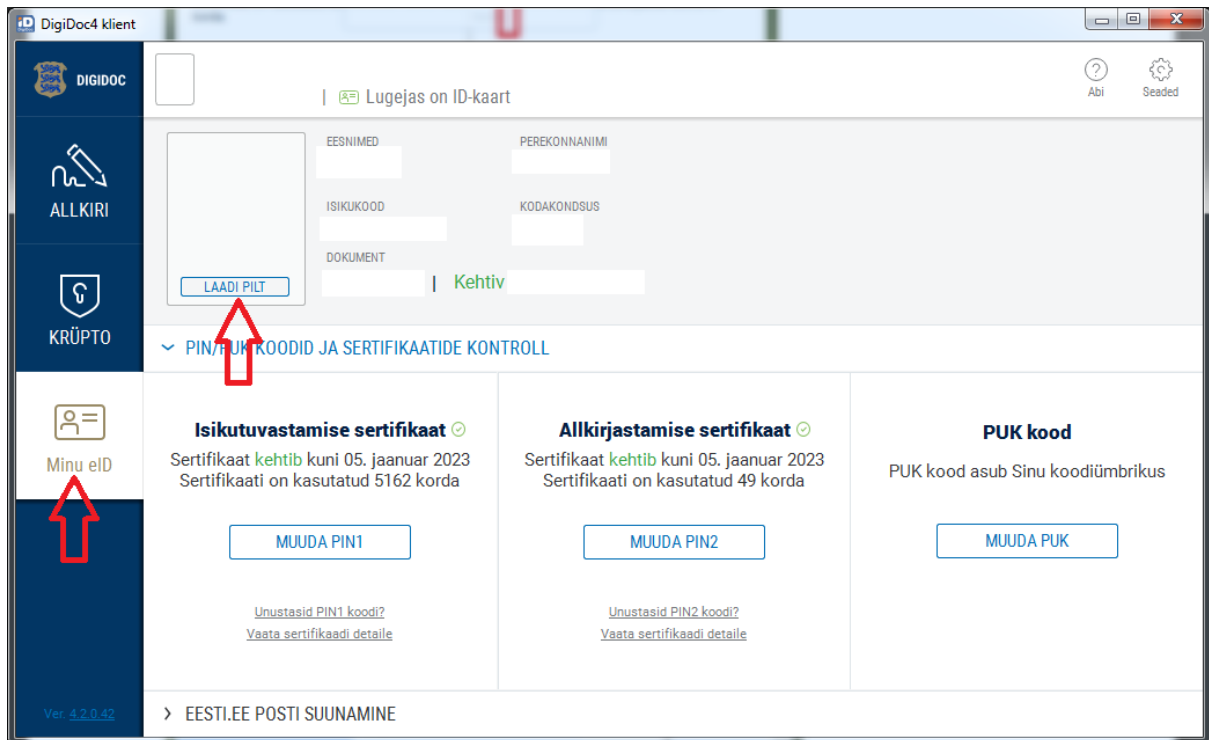 DigiDoc4 klient
DIGIDOC
| Lugejas on ID-kaart
Abi
Seaded
ALLKIRI
KRÜPTO
Minu eID
Ver. 4.2.0.42
EESNIMED
PEREKONNANIMI
ISIKUKOOD
KODAKONDSUS
DOKUMENT
| Kehtiv
LAADI PILT
PIN/PUK KOODID JA SERTIFIKAATIDE KONTROLL
Isikutuvastamise sertifikaat
Sertifikaat kehtib kuni 05. jaanuar 2023
Sertifikaati on kasutatud 5162 korda
MUUDA PIN1
Unustasid PIN1 koodi?
Vaata sertifikaadi detaile
Allkirjastamise sertifikaat
Sertifikaat kehtib kuni 05. jaanuar 2023
Sertifikaati on kasutatud 49 korda
MUUDA PIN2
Unustasid PIN2 koodi?
Vaata sertifikaadi detaile
PUK kood
PUK kood asub Sinu koodiümbrikus
MUUDA PUK
EESTI.EE POSTI SUUNAMINE